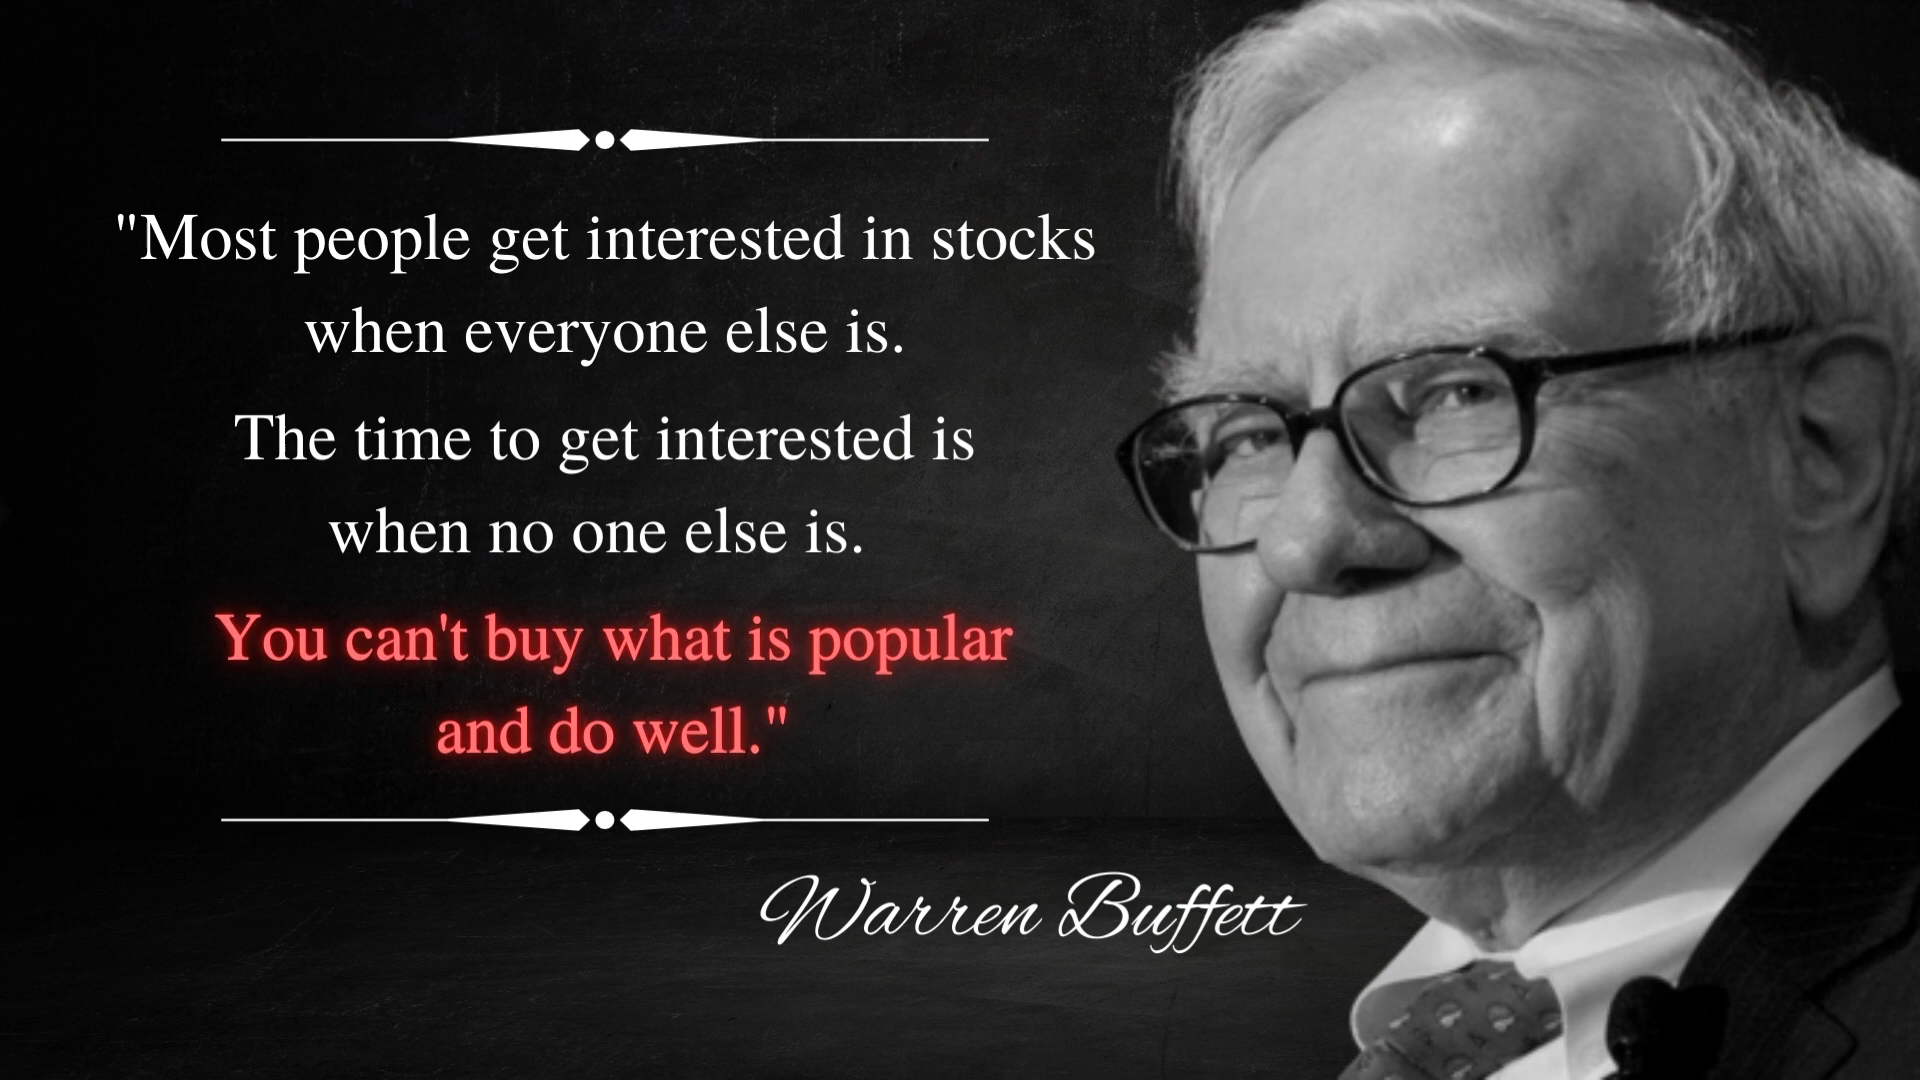 "Most people get interested in stocks
when everyone else is.
The time to get interested is
when no one else is.
You can't buy what is popular
and do well."
Warren Buffett